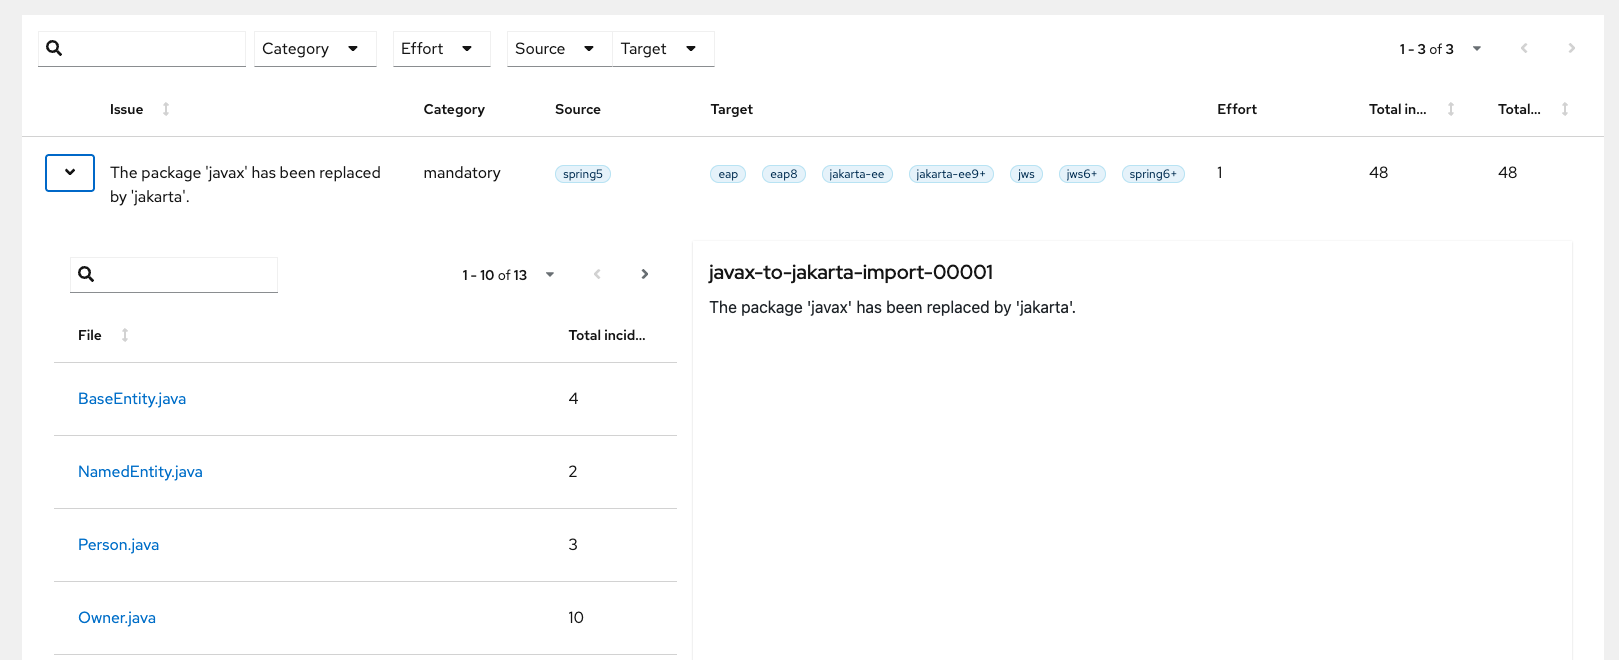 Category Effort Source Target 1 - 3 of 3
Issue Category Source Target Effort Total in... Total...
The package 'javax' has been replaced mandatory spring5 eap eap8 jakarta-ee jakarta-ee9+ jws jws6+ spring6+ 1 48 48
by 'jakarta'.
1 - 10 of 13
javax-to-jakarta-import-00001
The package 'javax' has been replaced by 'jakarta'.
File Total incid...
BaseEntity.java 4
NamedEntity.java 2
Person.java 3
Owner.java 10